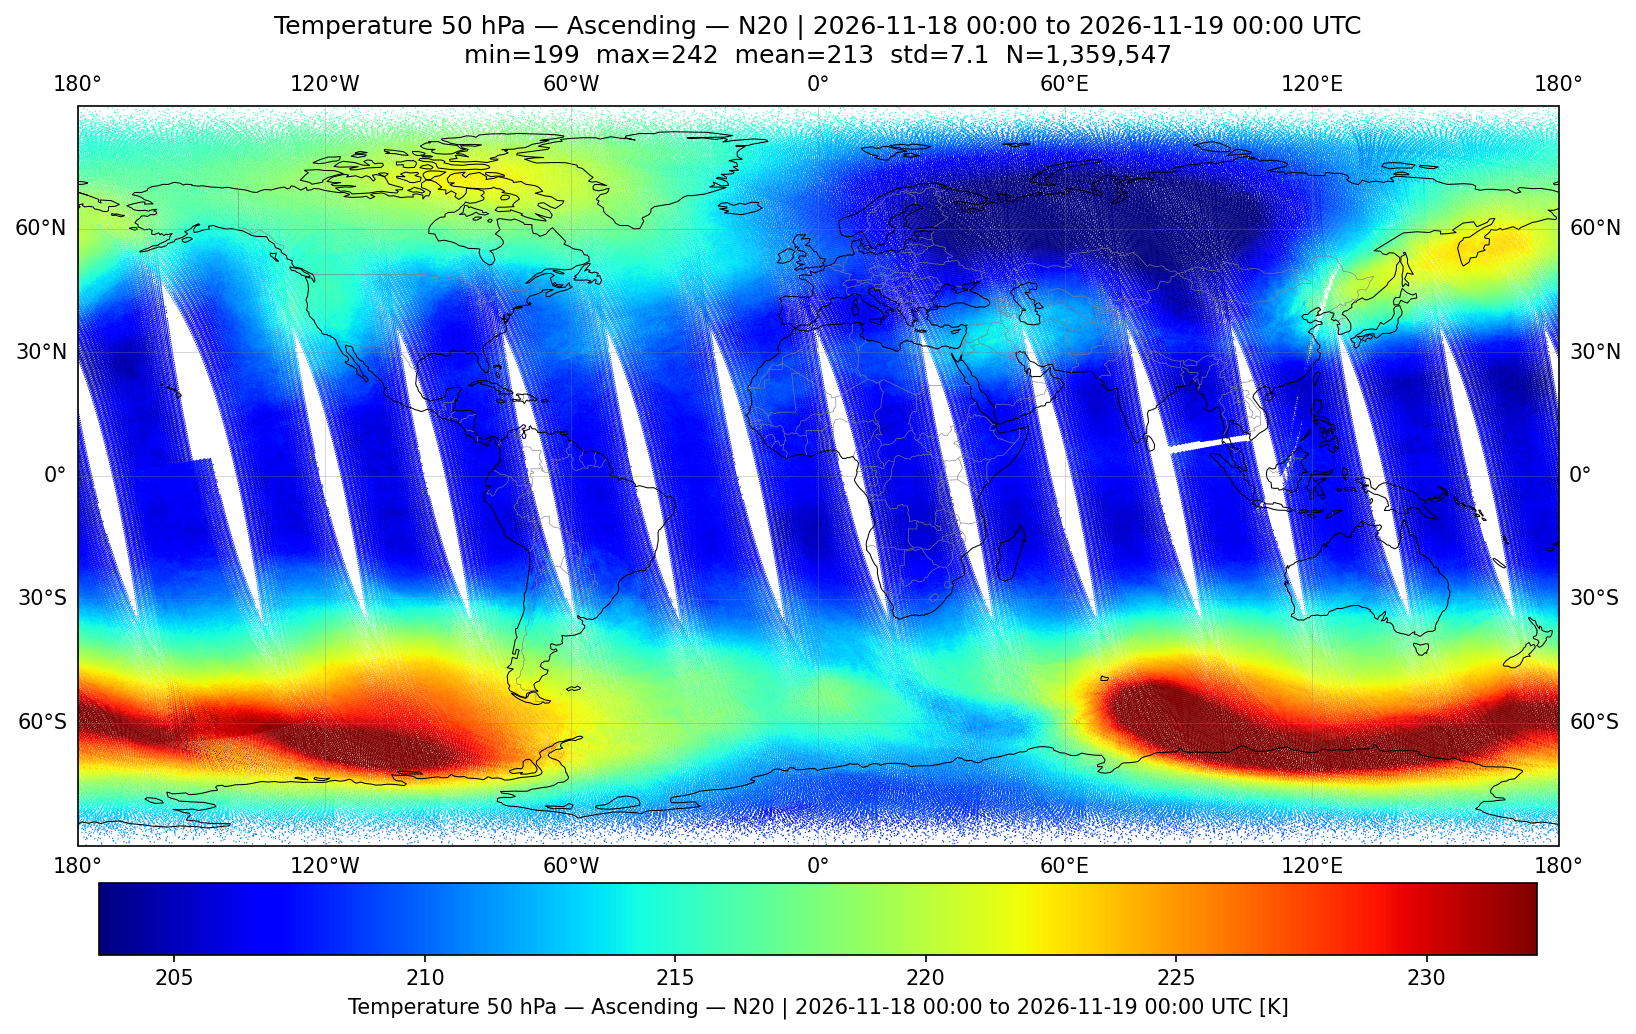 Temperature 50 hPa — Ascending — N20 | 2026-11-18 00:00 to 2026-11-19 00:00 UTC
min=199 max=242 mean=213 std=7.1 N=1,359,547
180° 120°W 60°W 0° 60°E 120°E 180°
60°N 60°N
30°N 30°N
0° 0°
30°S 30°S
60°S 60°S
180° 120°W 60°W 0° 60°E 120°E 180°
205 210 215 220 225 230
Temperature 50 hPa — Ascending — N20 | 2026-11-18 00:00 to 2026-11-19 00:00 UTC [K]